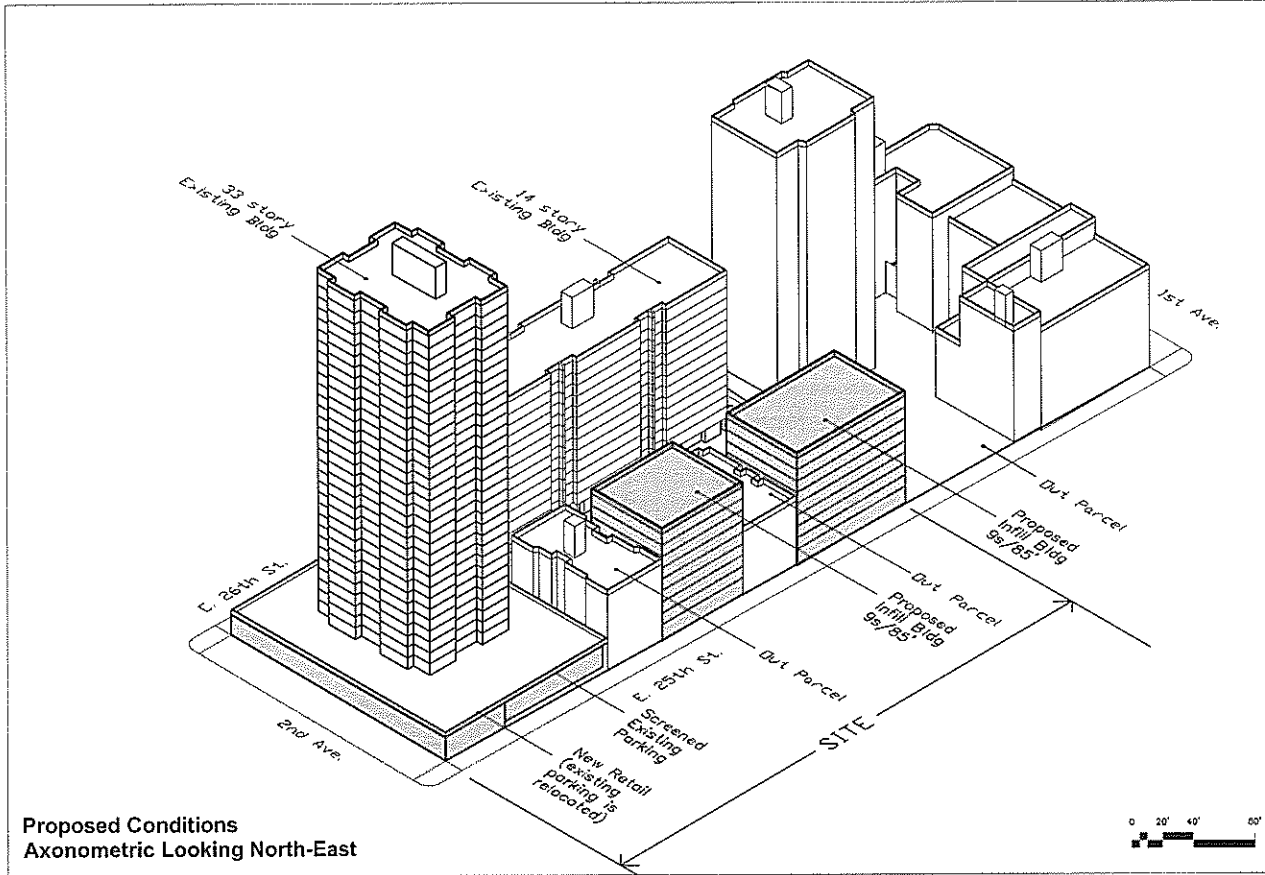 33 story
Existing Bldg
14 story
Existing Bldg
1st Ave.
Out Parcel
Proposed
Infill Bldg
9s/85'
Out Parcel
Proposed
Infill Bldg
9s/85'
Out Parcel
E. 26th St.
E. 25th St.
Screened
Existing
Parking
2nd Ave.
New Retail
(existing
parking is
relocated)
SITE
Proposed Conditions
Axonometric Looking North-East
0 20' 40' 80'